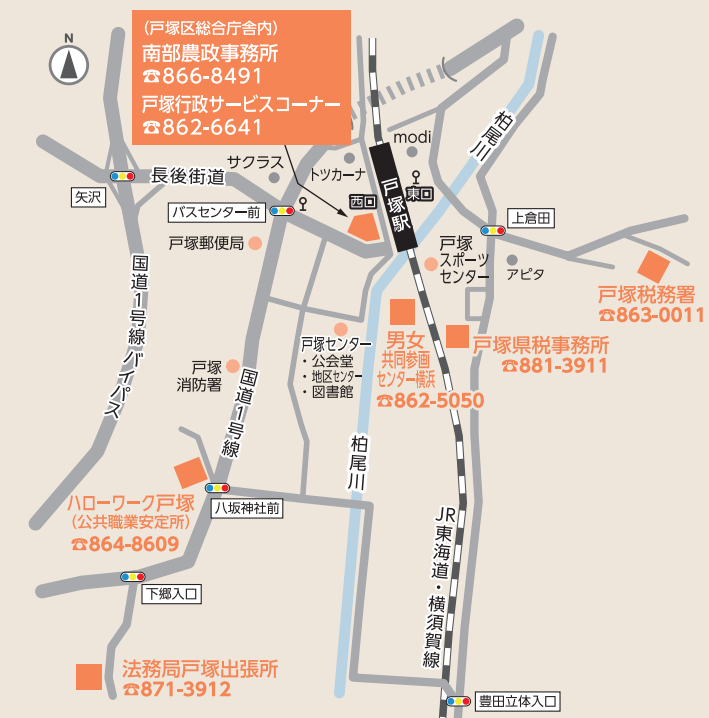 (戸塚区総合庁舎内)
南部農政事務所
☎866-8491
戸塚行政サービスコーナー
☎862-6641
N
modi
柏尾川
サクラス
トツカーナ
長後街道
矢沢
バスセンター前
西口
戸塚駅
東口
上倉田
戸塚郵便局
戸塚
スポーツ
センター
アピタ
国道1号線バイパス
戸塚税務署
☎863-0011
戸塚センター
・公会堂
・地区センター
・図書館
男女
共同参画
センター横浜
☎862-5050
戸塚県税事務所
☎881-3911
戸塚
消防署
国道1号線
柏尾川
ハローワーク戸塚
(公共職業安定所)
☎864-8609
八坂神社前
JR東海道・横須賀線
下郷入口
法務局戸塚出張所
☎871-3912
豊田立体入口